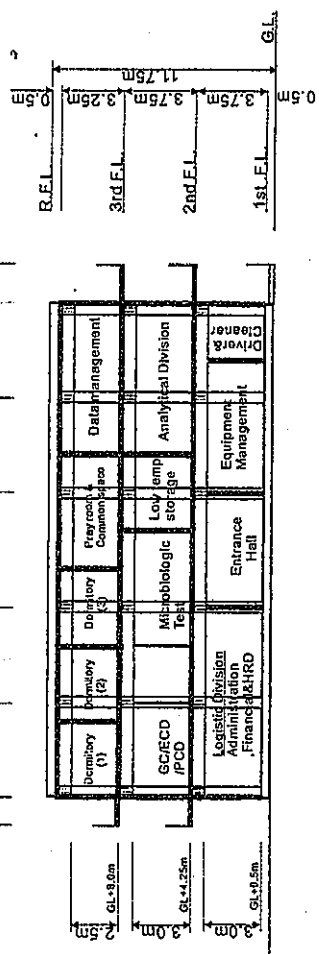 0.5m
3.25m
3.75m
3.75m
0.5m
11.75m
R.F.L.
3rd F.L.
2nd F.L.
1st. F.L.
G.L.
Dormitory
(1)
Dormitory
(2)
Dormitory
(3)
Prayroom &
Common space
Data management
GC/ECD
/PCD
Microbiologic
Test
Low Temp
storage
Analytical Division
Logistic Division
Administration
Financial&HRD
Entrance
Hall
Equipment
Management
Driver&
Cleaner
2.5m
GL+8.0m
3.0m
GL+4.25m
3.0m
GL+0.5m